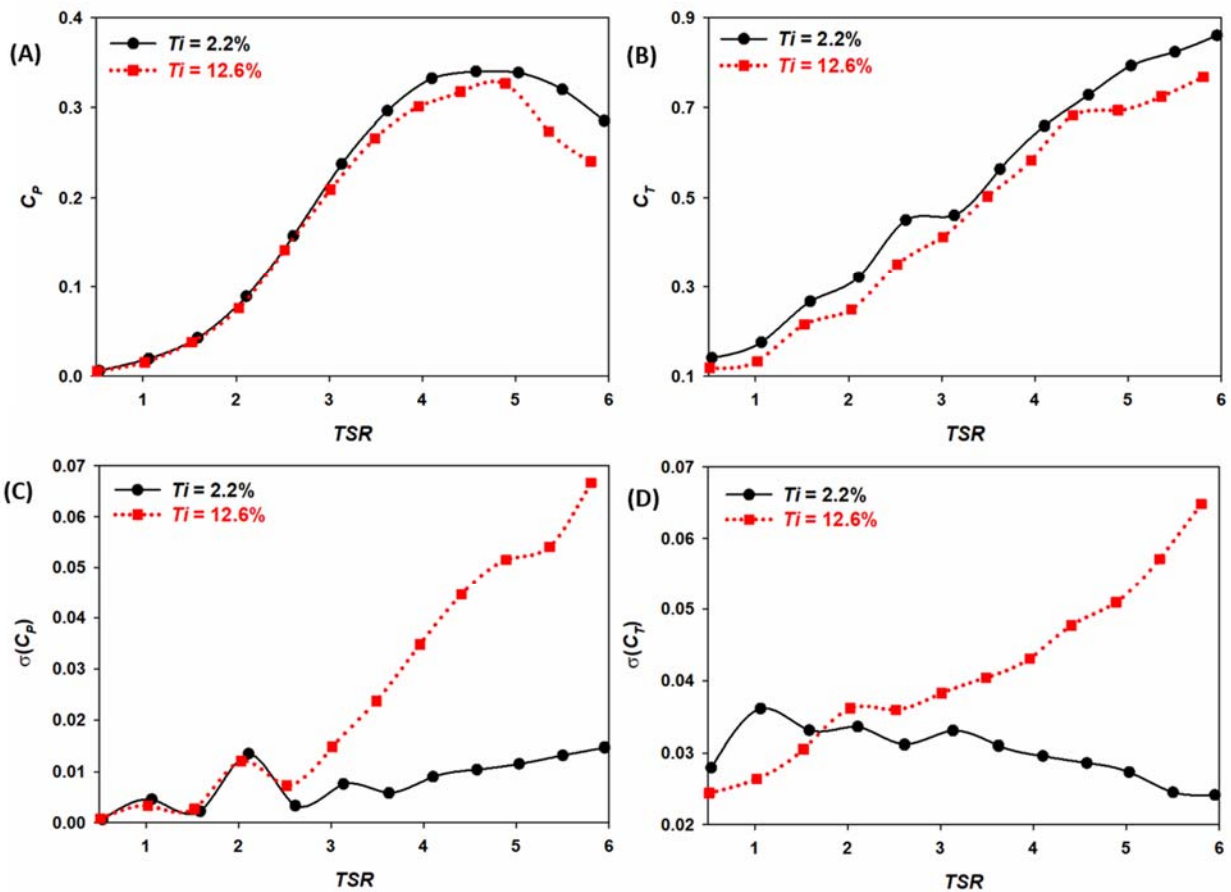 (A)
Ti = 2.2%
Ti = 12.6%
0.4
0.3
0.2
0.1
0.0
C_P
1 2 3 4 5 6
TSR
(B)
Ti = 2.2%
Ti = 12.6%
0.9
0.7
0.5
0.3
0.1
C_T
1 2 3 4 5 6
TSR
(C)
Ti = 2.2%
Ti = 12.6%
0.07
0.06
0.05
0.04
0.03
0.02
0.01
0.00
σ(C_P)
1 2 3 4 5 6
TSR
(D)
Ti = 2.2%
Ti = 12.6%
0.07
0.06
0.05
0.04
0.03
0.02
σ(C_T)
1 2 3 4 5 6
TSR